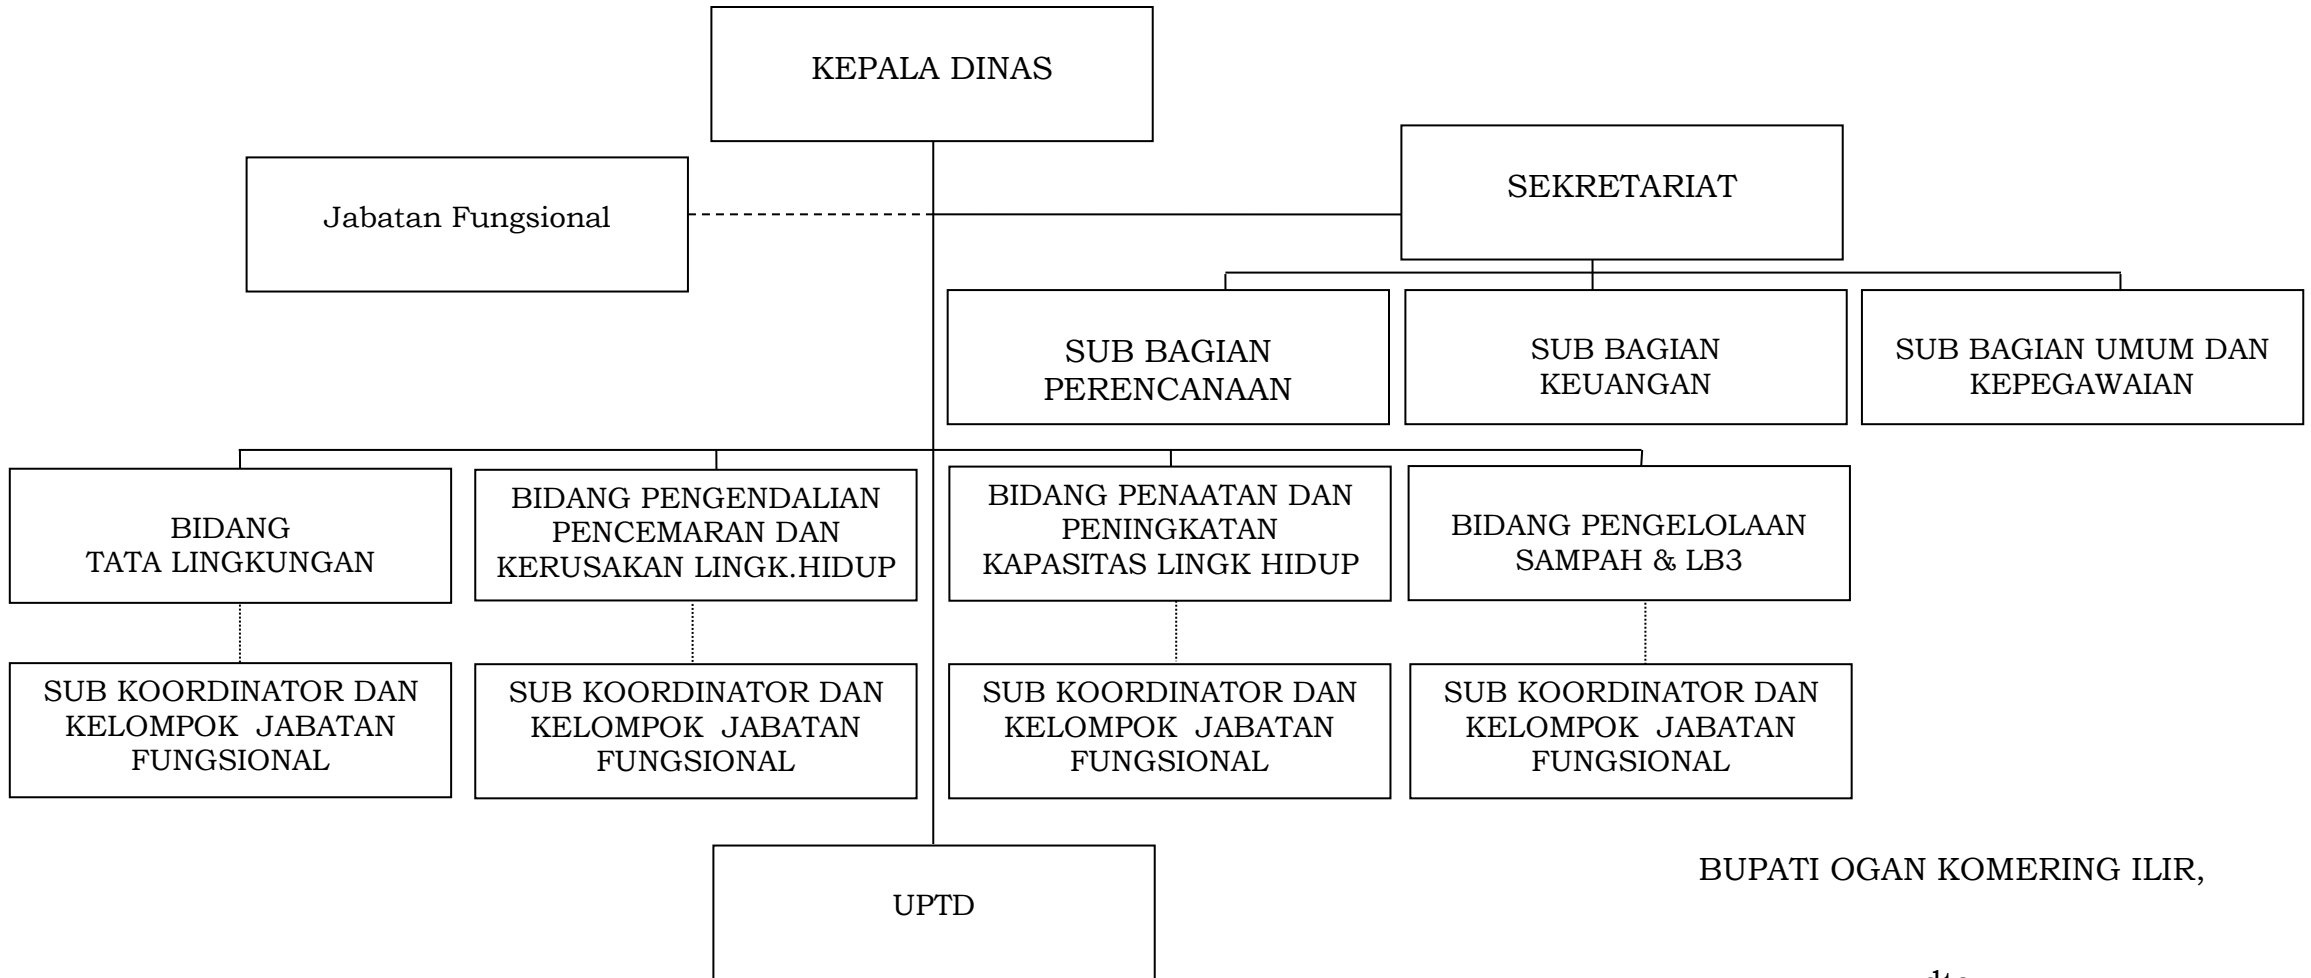 KEPALA DINAS
SEKRETARIAT
Jabatan Fungsional
SUB BAGIAN
PERENCANAAN
SUB BAGIAN
KEUANGAN
SUB BAGIAN UMUM DAN
KEPEGAWAIAN
BIDANG
TATA LINGKUNGAN
BIDANG PENGENDALIAN
PENCEMARAN DAN
KERUSAKAN LINGK.HIDUP
BIDANG PENAATAN DAN
PENINGKATAN
KAPASITAS LINGK HIDUP
BIDANG PENGELOLAAN
SAMPAH & LB3
SUB KOORDINATOR DAN
KELOMPOK JABATAN
FUNGSIONAL
SUB KOORDINATOR DAN
KELOMPOK JABATAN
FUNGSIONAL
SUB KOORDINATOR DAN
KELOMPOK JABATAN
FUNGSIONAL
SUB KOORDINATOR DAN
KELOMPOK JABATAN
FUNGSIONAL
UPTD
BUPATI OGAN KOMERING ILIR,